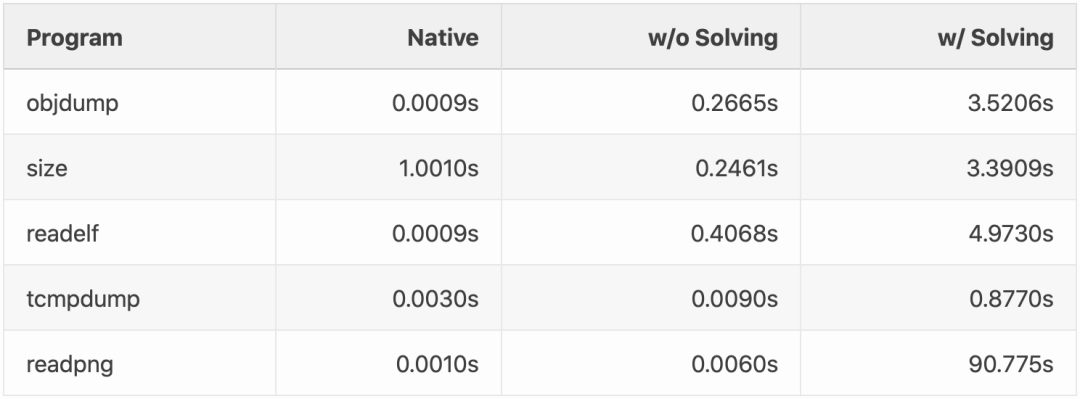 Program Native w/o Solving w/ Solving
objdump 0.0009s 0.2665s 3.5206s
size 1.0010s 0.2461s 3.3909s
readelf 0.0009s 0.4068s 4.9730s
tcmpdump 0.0030s 0.0090s 0.8770s
readpng 0.0010s 0.0060s 90.775s